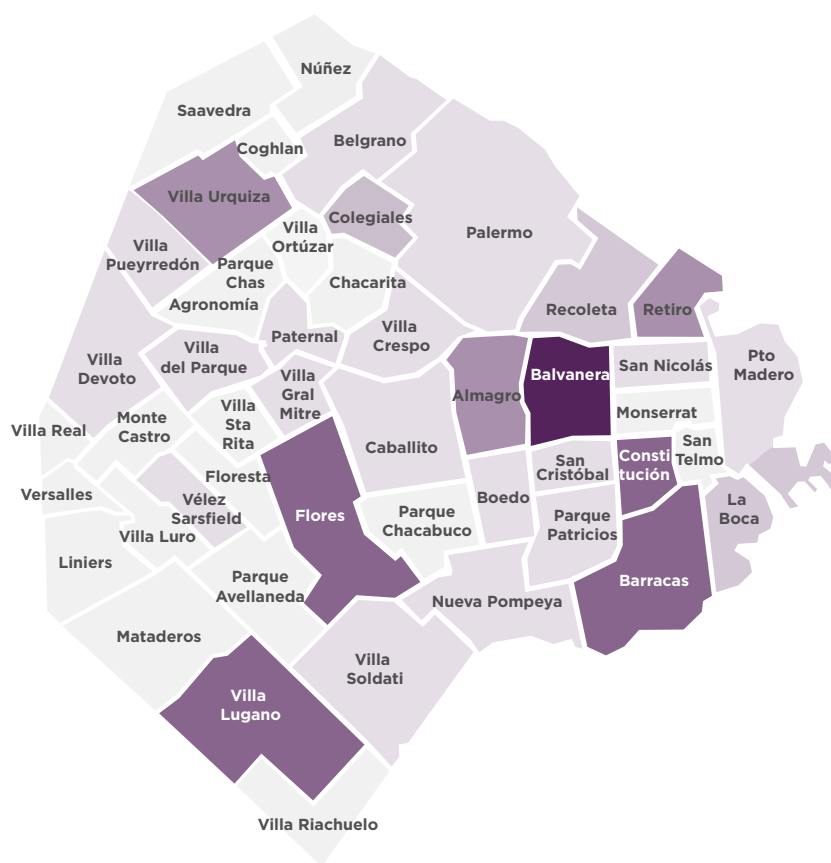 Núñez
Saavedra
Coghlan
Belgrano
Villa Urquiza
Colegiales
Villa
Ortúzar
Palermo
Villa
Pueyrredón
Parque
Chas
Chacarita
Agronomía
Recoleta
Retiro
Paternal
Villa
Crespo
Villa
del Parque
Villa
Devoto
San Nicolás
Pto
Madero
Balvanera
Almagro
Villa
Gral
Mitre
Monserrat
Villa
Sta
Rita
Monte
Castro
Villa Real
Caballito
San
Telmo
Consti
tución
San
Cristóbal
Floresta
Versalles
Vélez
Sarsfield
Boedo
La
Boca
Flores
Parque
Chacabuco
Parque
Patricios
Villa Luro
Liniers
Parque
Avellaneda
Barracas
Nueva Pompeya
Mataderos
Villa
Soldati
Villa
Lugano
Villa Riachuelo